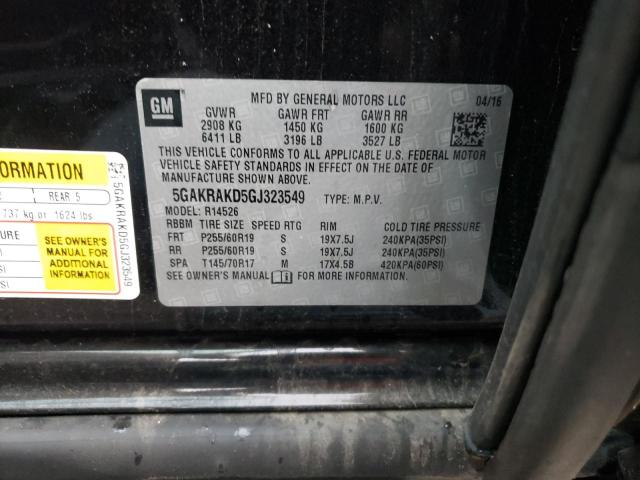 GM
MFD BY GENERAL MOTORS LLC 04/16
GVWR GAWR FRT GAWR RR
2908 KG 1450 KG 1600 KG
6411 LB 3196 LB 3527 LB
THIS VEHICLE CONFORMS TO ALL APPLICABLE U.S. FEDERAL MOTOR
VEHICLE SAFETY STANDARDS IN EFFECT ON THE DATE OF
MANUFACTURE SHOWN ABOVE.
5GAKRAKD5GJ323549 TYPE: M.P.V.
MODEL: R14526
RBBM TIRE SIZE SPEED RTG RIM COLD TIRE PRESSURE
FRT P255/60R19 S 19X7.5J 240KPA(35PSI)
RR P255/60R19 S 19X7.5J 240KPA(35PSI)
SPA T145/70R17 M 17X4.5B 420KPA(60PSI)
SEE OWNER'S MANUAL FOR MORE INFORMATION.
REAR 5
737 kg or 1624 lbs
SEE OWNER'S
MANUAL FOR
ADDITIONAL
INFORMATION
5GAKRAKD5GJ323549